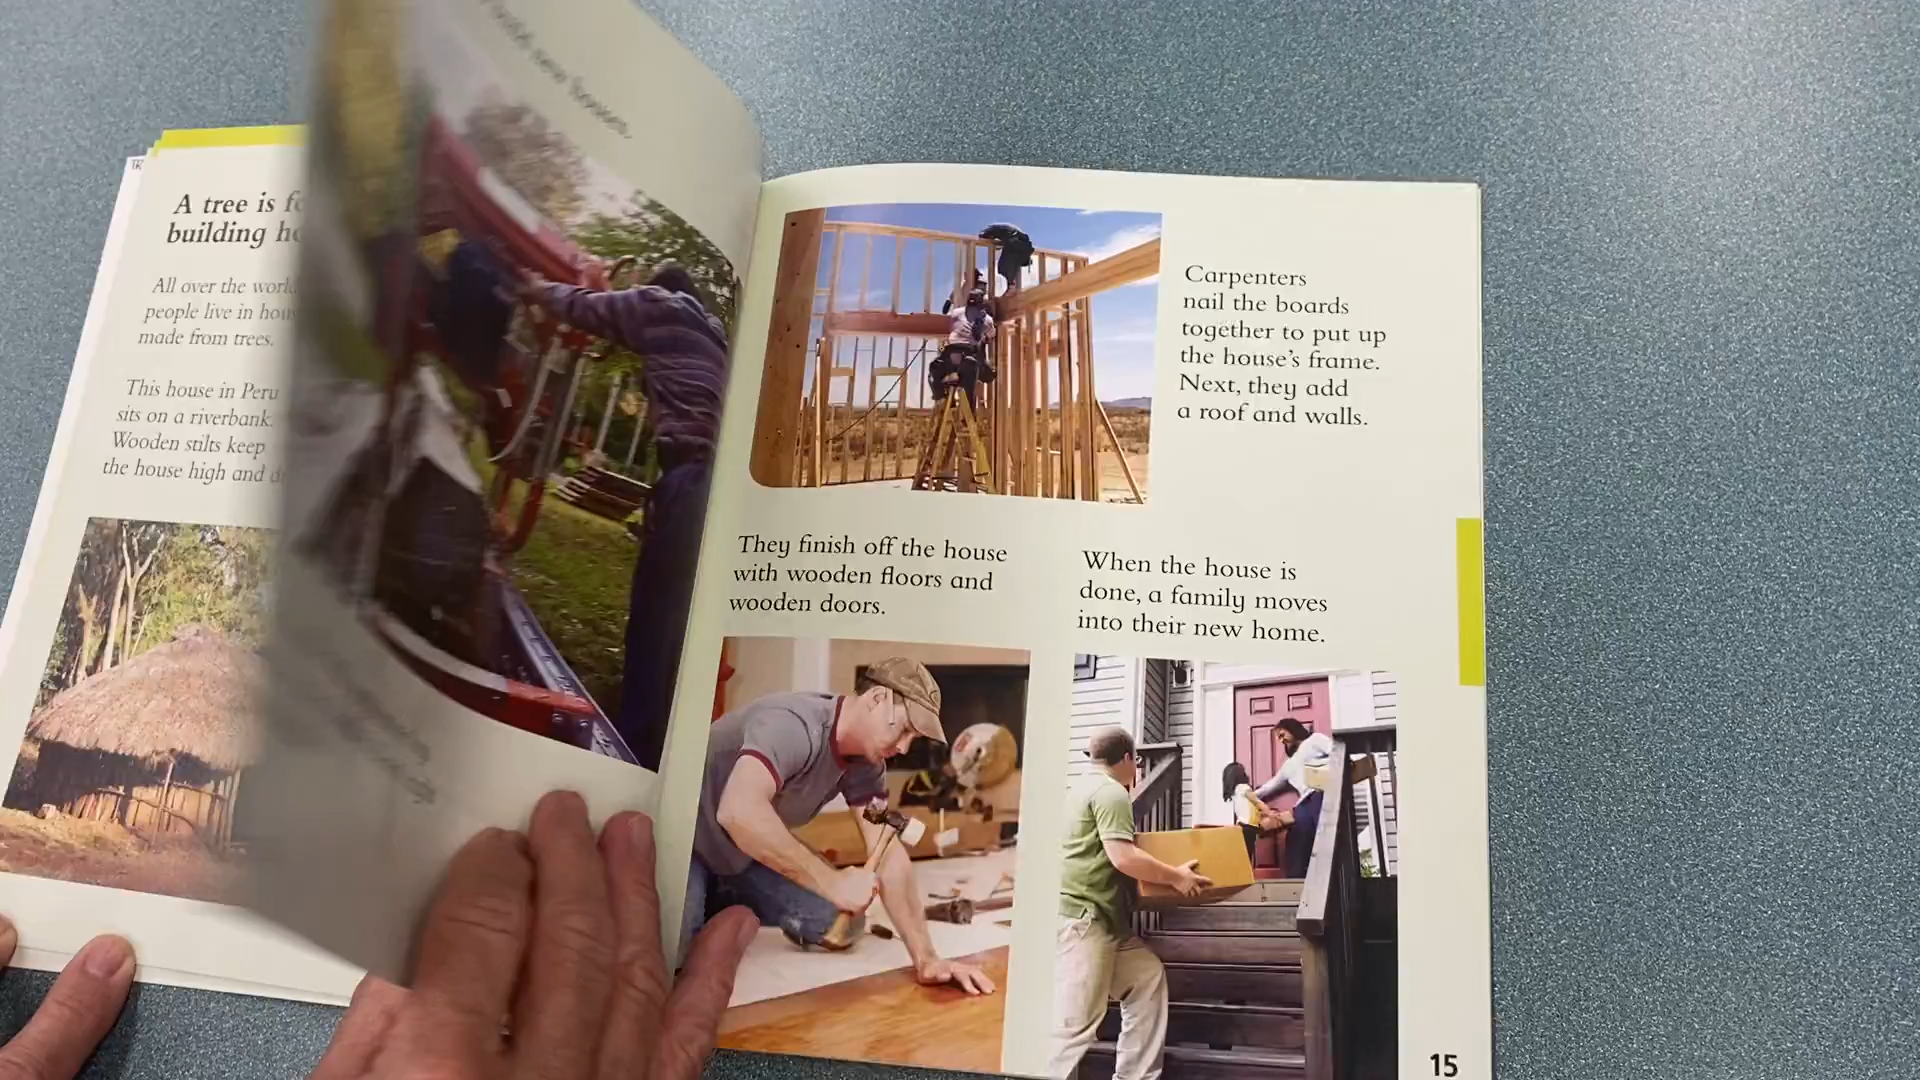 A tree is
building
All over the world
people live in
made from trees.
This house in Peru
sits on a riverbank.
Wooden stilts keep
the house high and
Carpenters
nail the boards
together to put up
the house's frame.
Next, they add
a roof and walls.
They finish off the house
with wooden floors and
wooden doors.
When the house is
done, a family moves
into their new home.
15